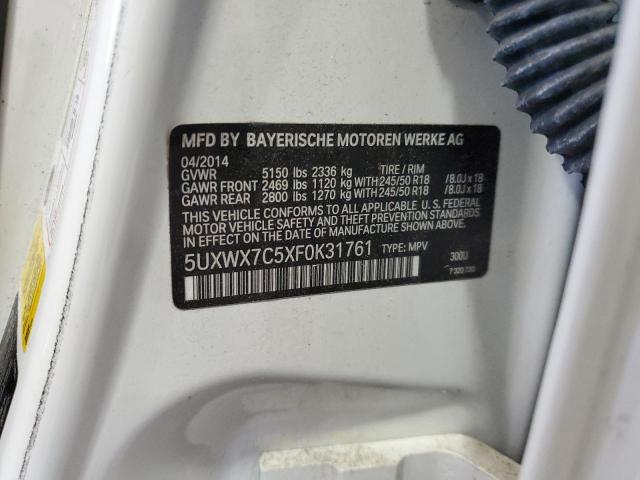 MFD BY BAYERISCHE MOTOREN WERKE AG
04/2014
GVWR 5150 lbs 2336 kg TIRE / RIM
GAWR FRONT 2469 lbs 1120 kg WITH 245/50 R18 /8.0J x 18
GAWR REAR 2800 lbs 1270 kg WITH 245/50 R18 /8.0J x 18
THIS VEHICLE CONFORMS TO ALL APPLICABLE U. S. FEDERAL
MOTOR VEHICLE SAFETY AND THEFT PREVENTION STANDARDS
IN EFFECT ON THE DATE OF MANUFACTURE SHOWN ABOVE.
5UXWX7C5XF0K31761 TYPE: MPV
300U